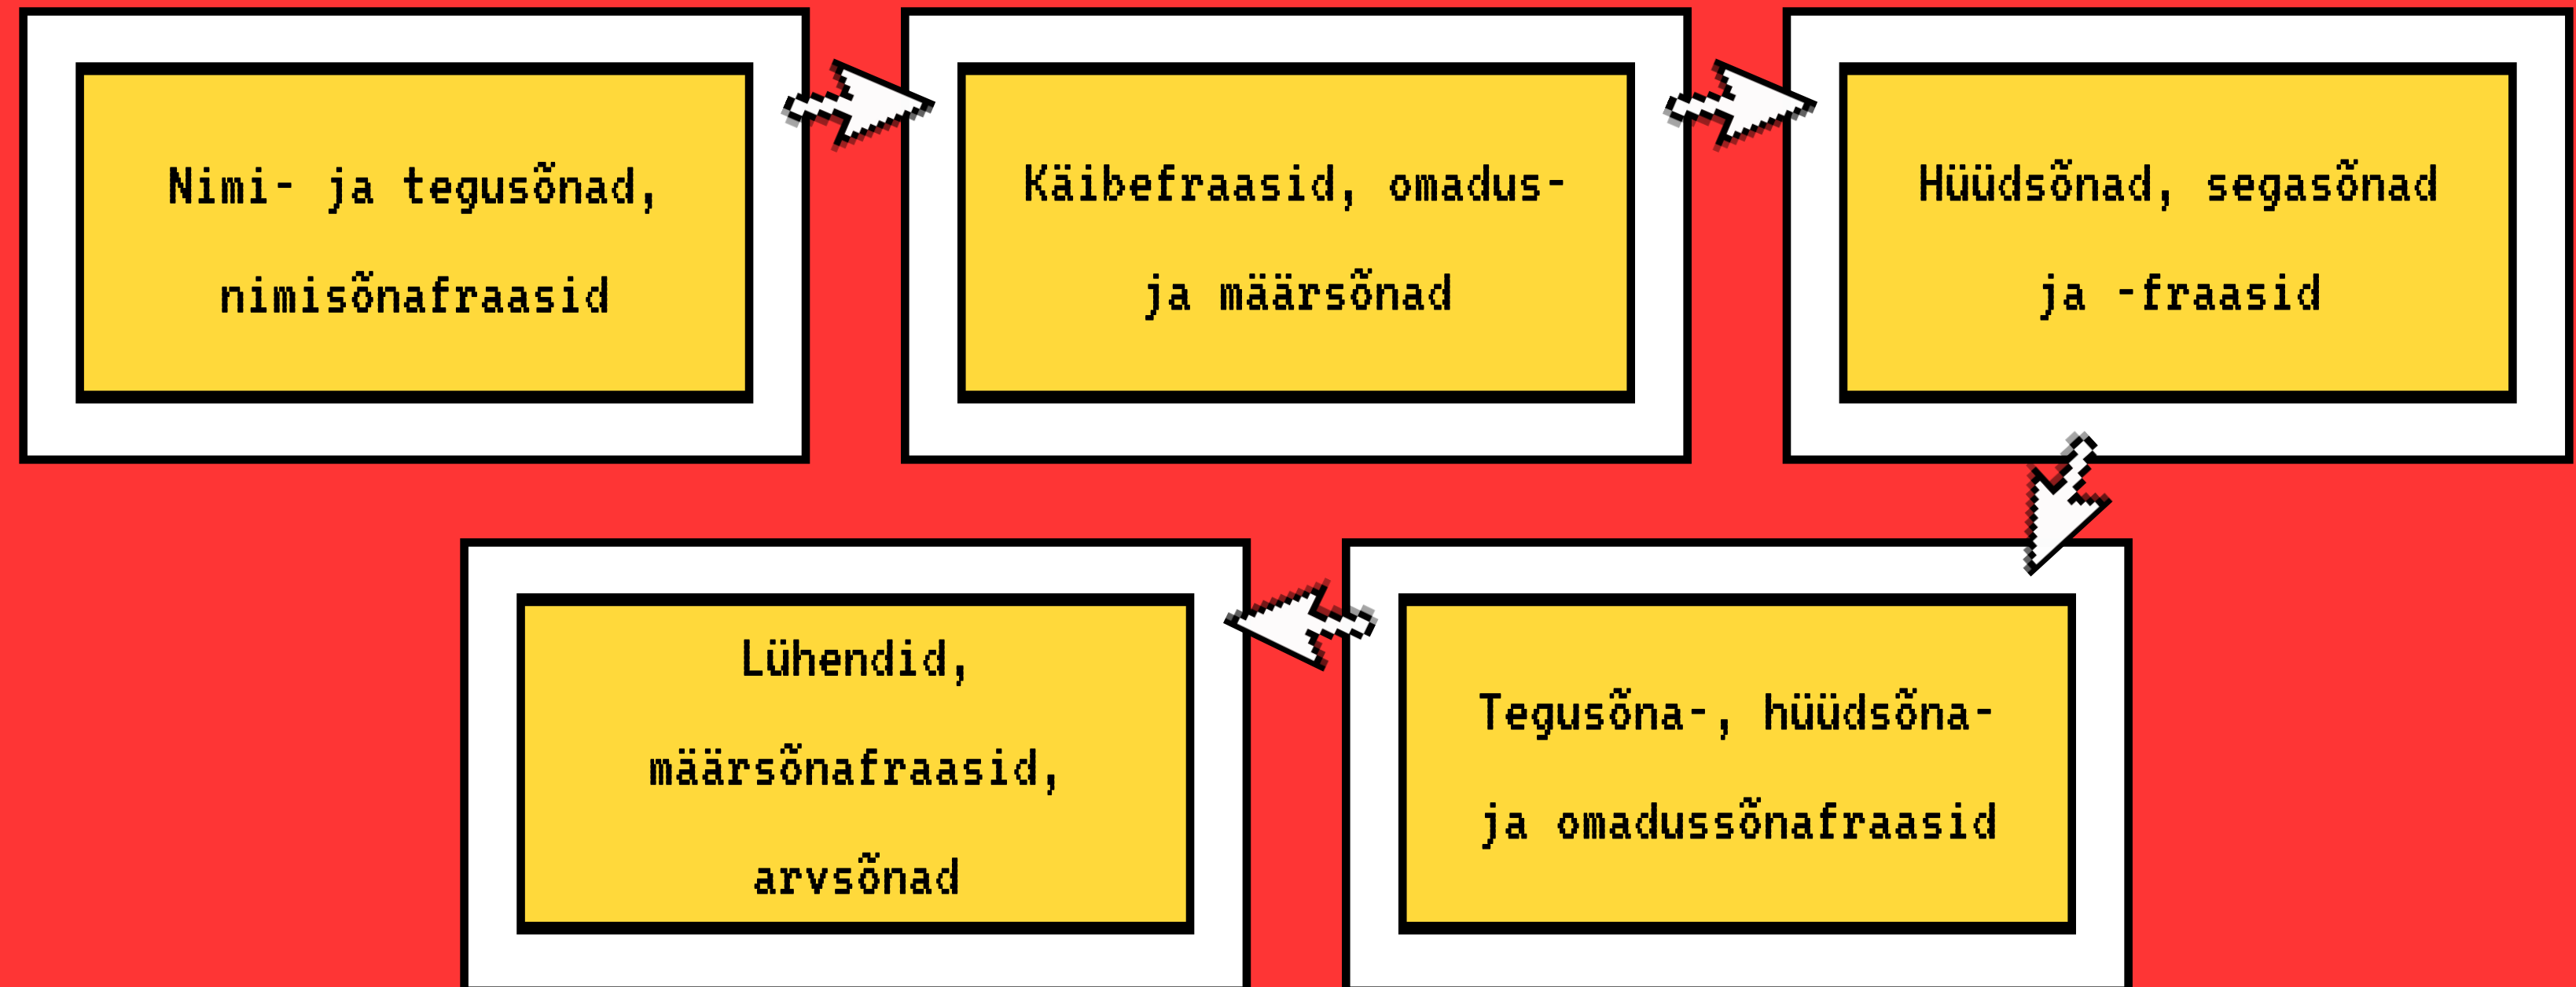 Nimi- ja tegusõnad,
nimisõnafraasid
Käibefraasid, omadus-
ja määrsõnad
Hüüdsõnad, segasõnad
ja -fraasid
Tegusõna-, hüüdsõna-
ja omadussõnafraasid
Lühendid,
määrsõnafraasid,
arvsõnad